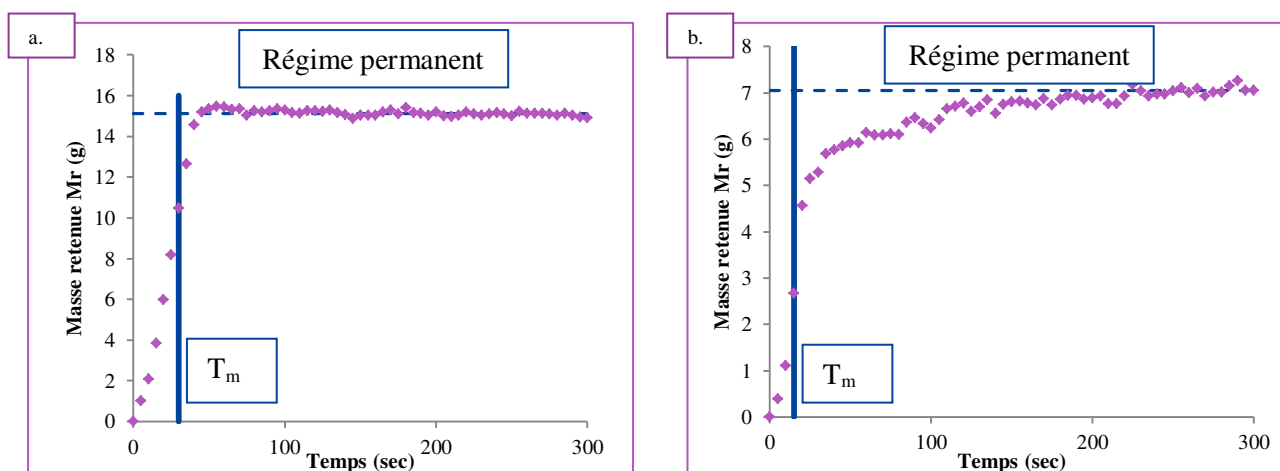 a.
Régime permanent
Masse retenue Mr (g)
18
16
14
12
10
8
6
4
2
0
Tm
0
100
200
300
Temps (sec)
b.
Régime permanent
Masse retenue Mr (g)
8
7
6
5
4
3
2
1
0
Tm
0
100
200
300
Temps (sec)